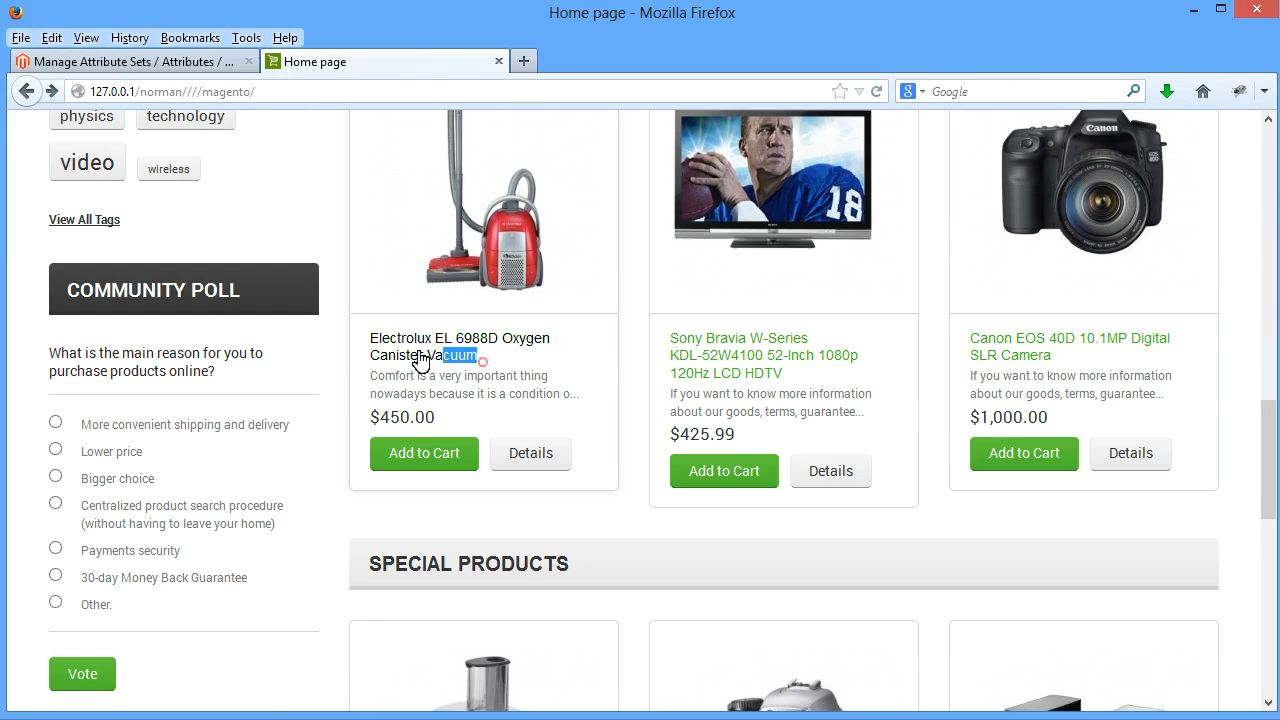 Home page - Mozilla Firefox
File Edit View History Bookmarks Tools Help
Manage Attribute Sets / Attributes / ...
Home page
127.0.0.1/norman////magento/
Google
physics
technology
video
wireless
View All Tags
COMMUNITY POLL
What is the main reason for you to
purchase products online?
More convenient shipping and delivery
Lower price
Bigger choice
Centralized product search procedure
(without having to leave your home)
Payments security
30-day Money Back Guarantee
Other.
Vote
Electrolux EL 6988D Oxygen
Canister Vacuum
Comfort is a very important thing
nowadays because it is a condition o...
$450.00
Add to Cart
Details
18
Sony Bravia W-Series
KDL-52W4100 52-Inch 1080p
120Hz LCD HDTV
If you want to know more information
about our goods, terms, guarantee...
$425.99
Add to Cart
Details
Canon
Canon EOS 40D 10.1MP Digital
SLR Camera
If you want to know more information
about our goods, terms, guarantee...
$1,000.00
Add to Cart
Details
SPECIAL PRODUCTS